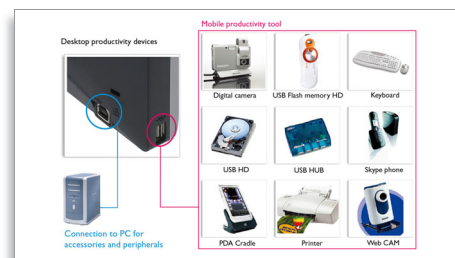 Mobile productivity tool
Desktop productivity devices
Digital camera
USB Flash memory HD
Keyboard
USB HD
USB HUB
Skype phone
PDA Cradle
Printer
Web CAM
Connection to PC for
accessories and peripherals